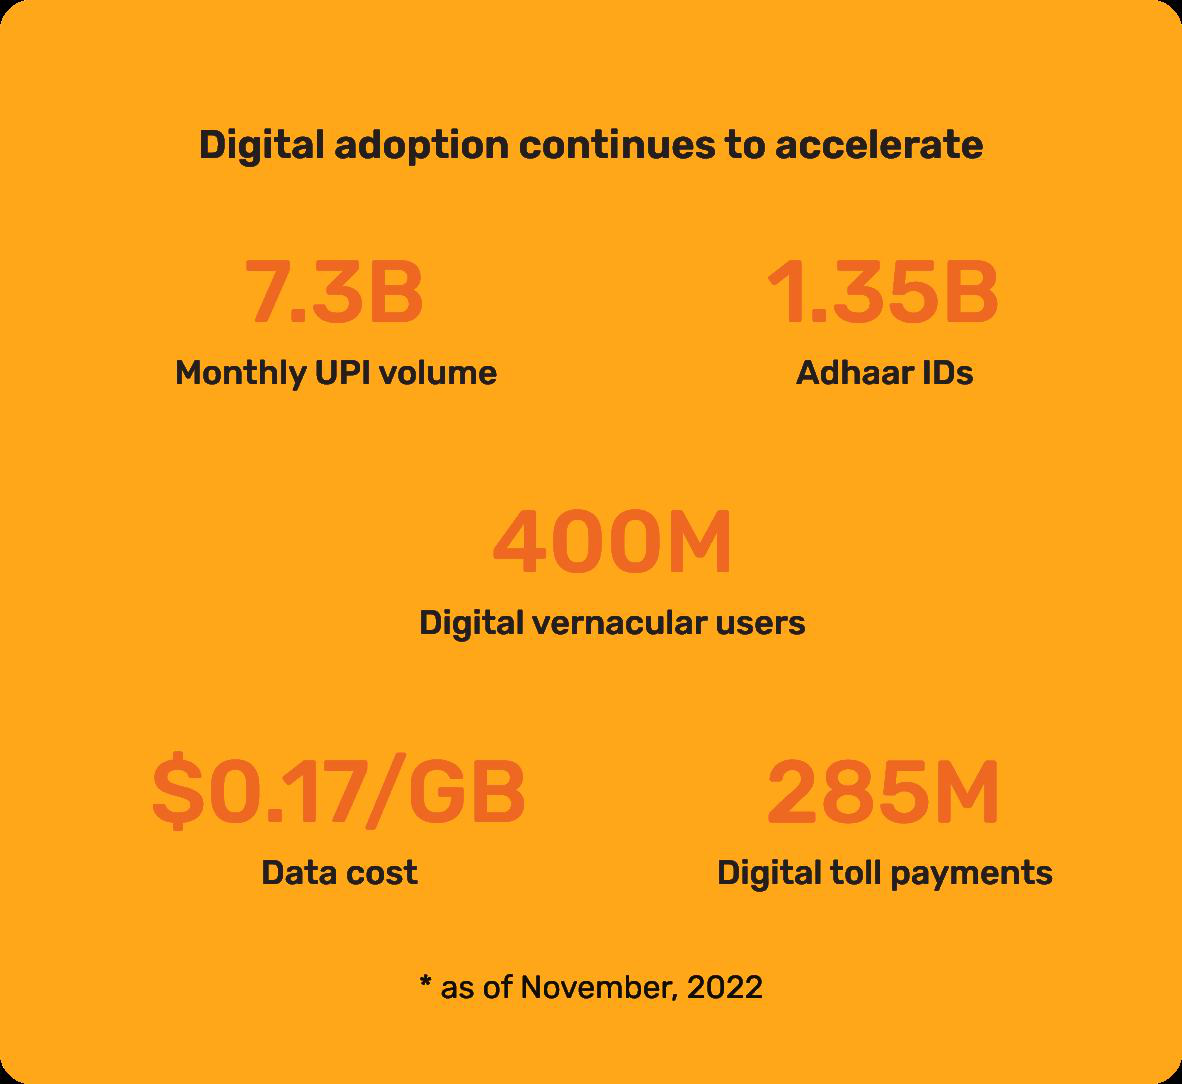 Digital adoption continues to accelerate
7.3B
Monthly UPI volume
1.35B
Adhaar IDs
400M
Digital vernacular users
$0.17/GB
Data cost
285M
Digital toll payments
* as of November, 2022